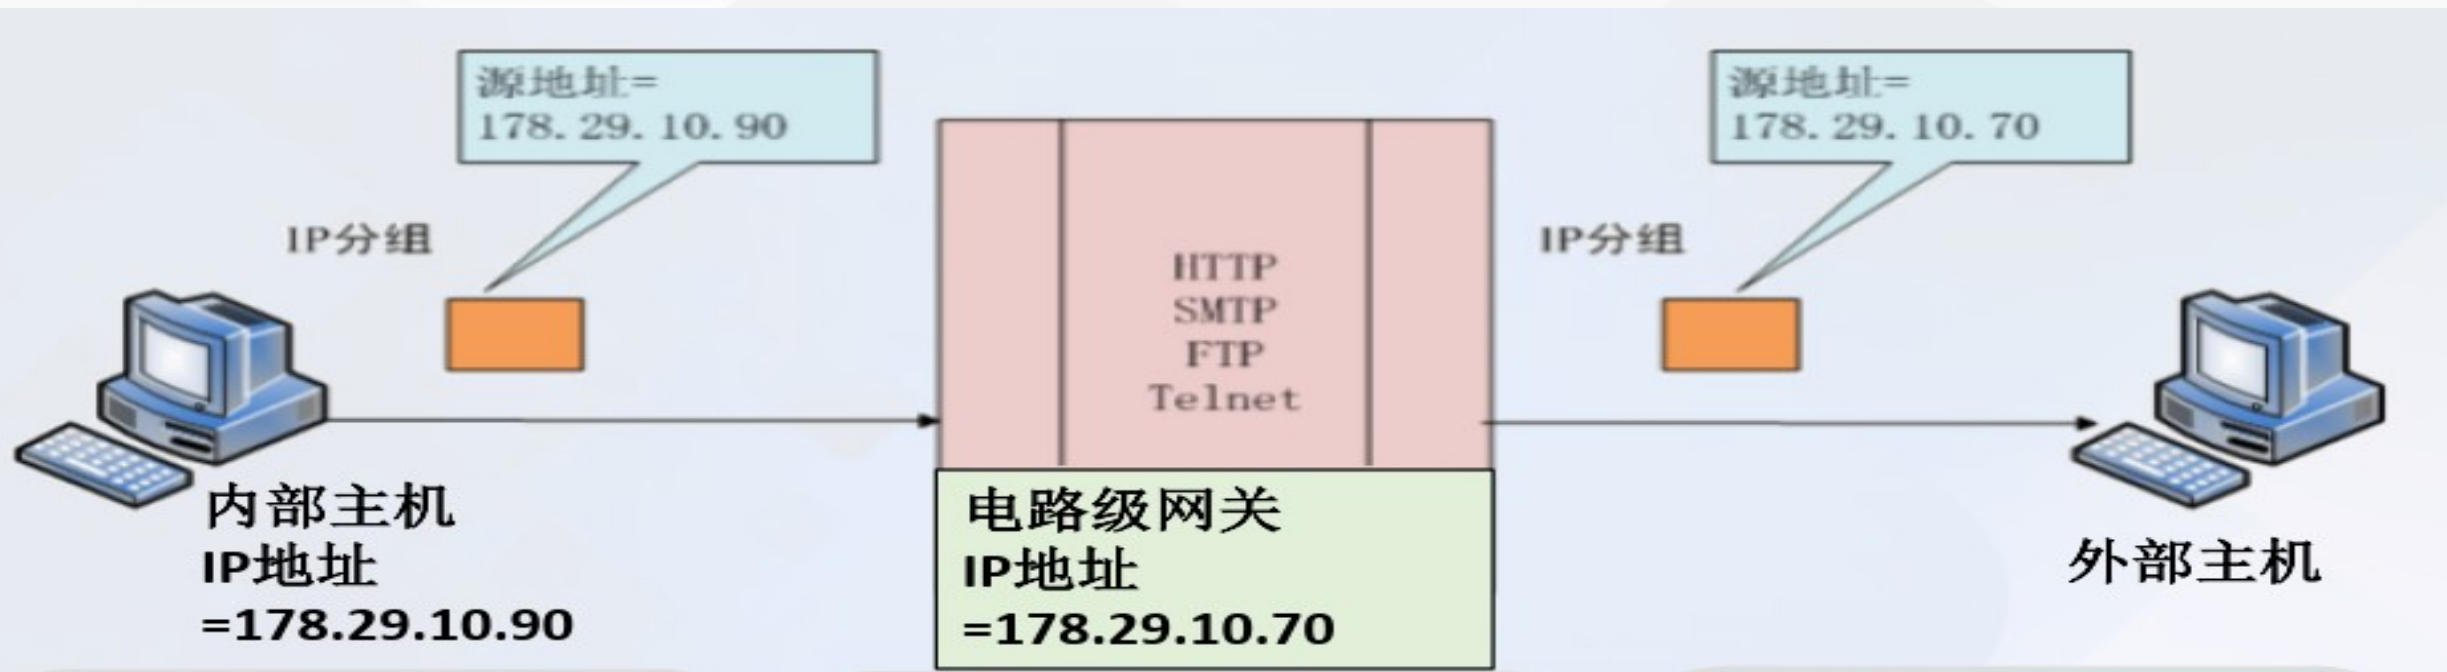 源地址=
178.29.10.90
IP分组
内部主机
IP地址
=178.29.10.90
HTTP
SMTP
FTP
Telnet
电路级网关
IP地址
=178.29.10.70
源地址=
178.29.10.70
IP分组
外部主机